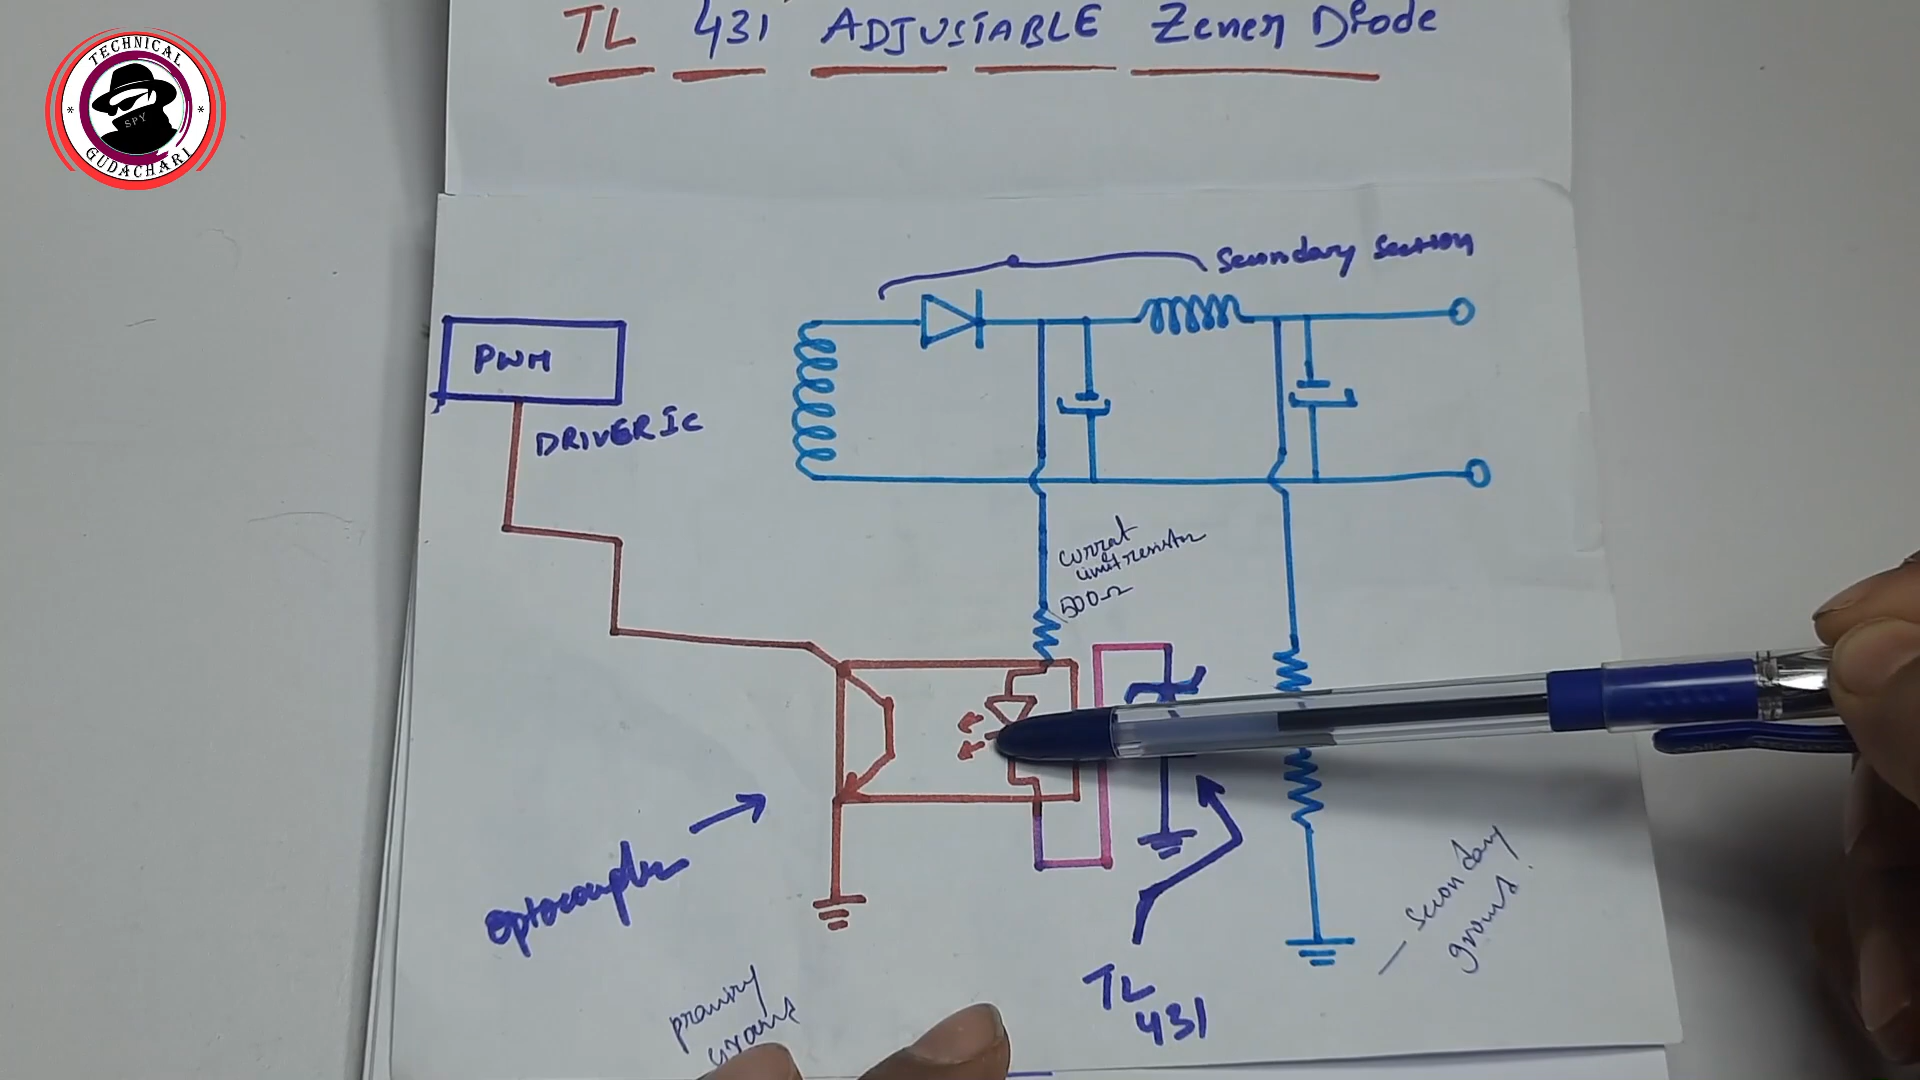 TECHNICAL
SPY
GUDACHARI
TL 431 ADJUSTABLE Zener Diode
Secondary Section
PWM
DRIVER IC
current
limit resistor
500Ω
optocoupler
TL
431
secondary
ground
primary
ground